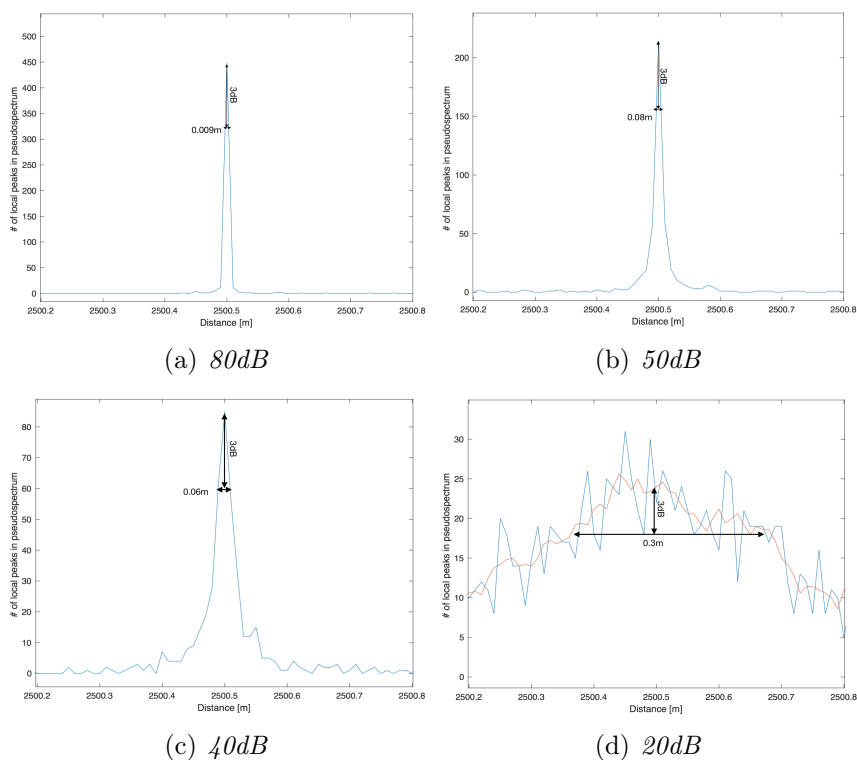 500
450
400
350
300
250
200
150
100
50
0
# of local peaks in pseudospectrum
3dB
0.009m
2500.2 2500.3 2500.4 2500.5 2500.6 2500.7 2500.8
Distance [m]
(a) 80dB
200
150
100
50
0
# of local peaks in pseudospectrum
3dB
0.08m
2500.2 2500.3 2500.4 2500.5 2500.6 2500.7 2500.8
Distance [m]
(b) 50dB
80
70
60
50
40
30
20
10
0
# of local peaks in pseudospectrum
3dB
0.06m
2500.2 2500.3 2500.4 2500.5 2500.6 2500.7 2500.8
Distance [m]
(c) 40dB
30
25
20
15
10
5
0
# of local peaks in pseudospectrum
3dB
0.3m
2500.2 2500.3 2500.4 2500.5 2500.6 2500.7 2500.8
Distance [m]
(d) 20dB